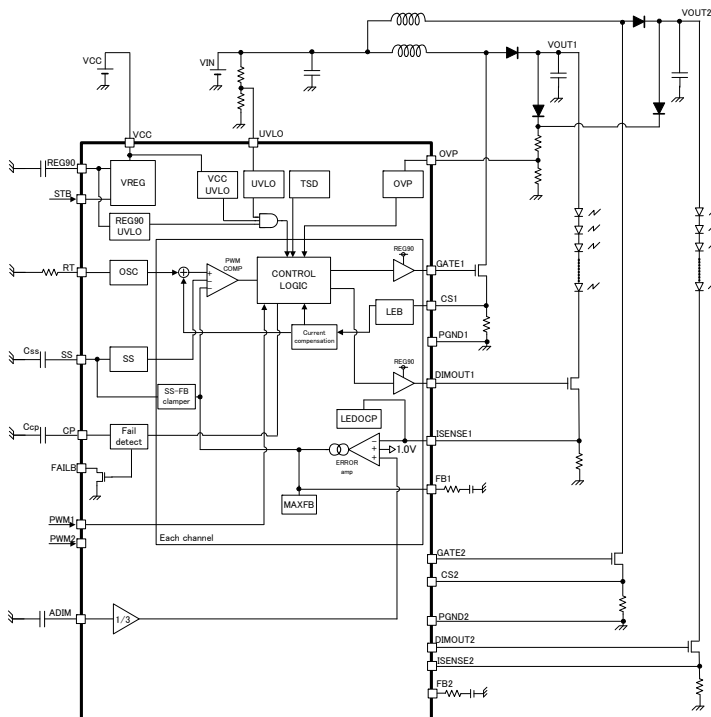 VOUT2
VCC
VIN
VOUT1
VCC
UVLO
REG90
VREG
VCC
UVLO
UVLO
TSD
OVP
OVP
STB
REG90
UVLO
PWM
COMP
REG90
RT
OSC
+
−
−
CONTROL
LOGIC
GATE1
LEB
CS1
Current
compensation
PGND1
Css
SS
SS
REG90
SS-FB
clamper
DIMOUT1
LEDOCP
Ccp
CP
Fail
detect
−
+
+
1.0V
ISENSE1
ERROR
amp
FAILB
FB1
MAXFB
PWM1
Each channel
PWM2
GATE2
CS2
ADIM
1/3
PGND2
DIMOUT2
ISENSE2
FB2